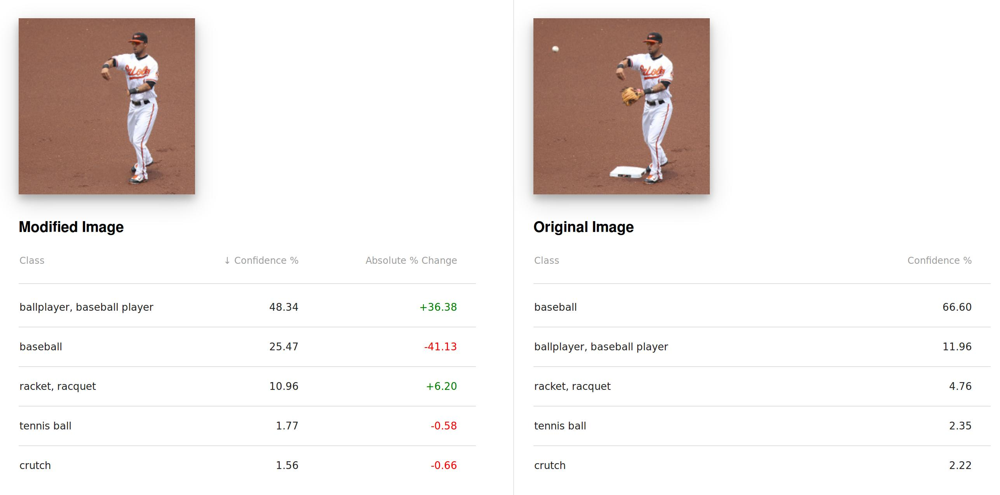 Orioles
Modified Image
Class ↓ Confidence % Absolute % Change
ballplayer, baseball player 48.34 +36.38
baseball 25.47 -41.13
racket, racquet 10.96 +6.20
tennis ball 1.77 -0.58
crutch 1.56 -0.66
Orioles
Original Image
Class Confidence %
baseball 66.60
ballplayer, baseball player 11.96
racket, racquet 4.76
tennis ball 2.35
crutch 2.22